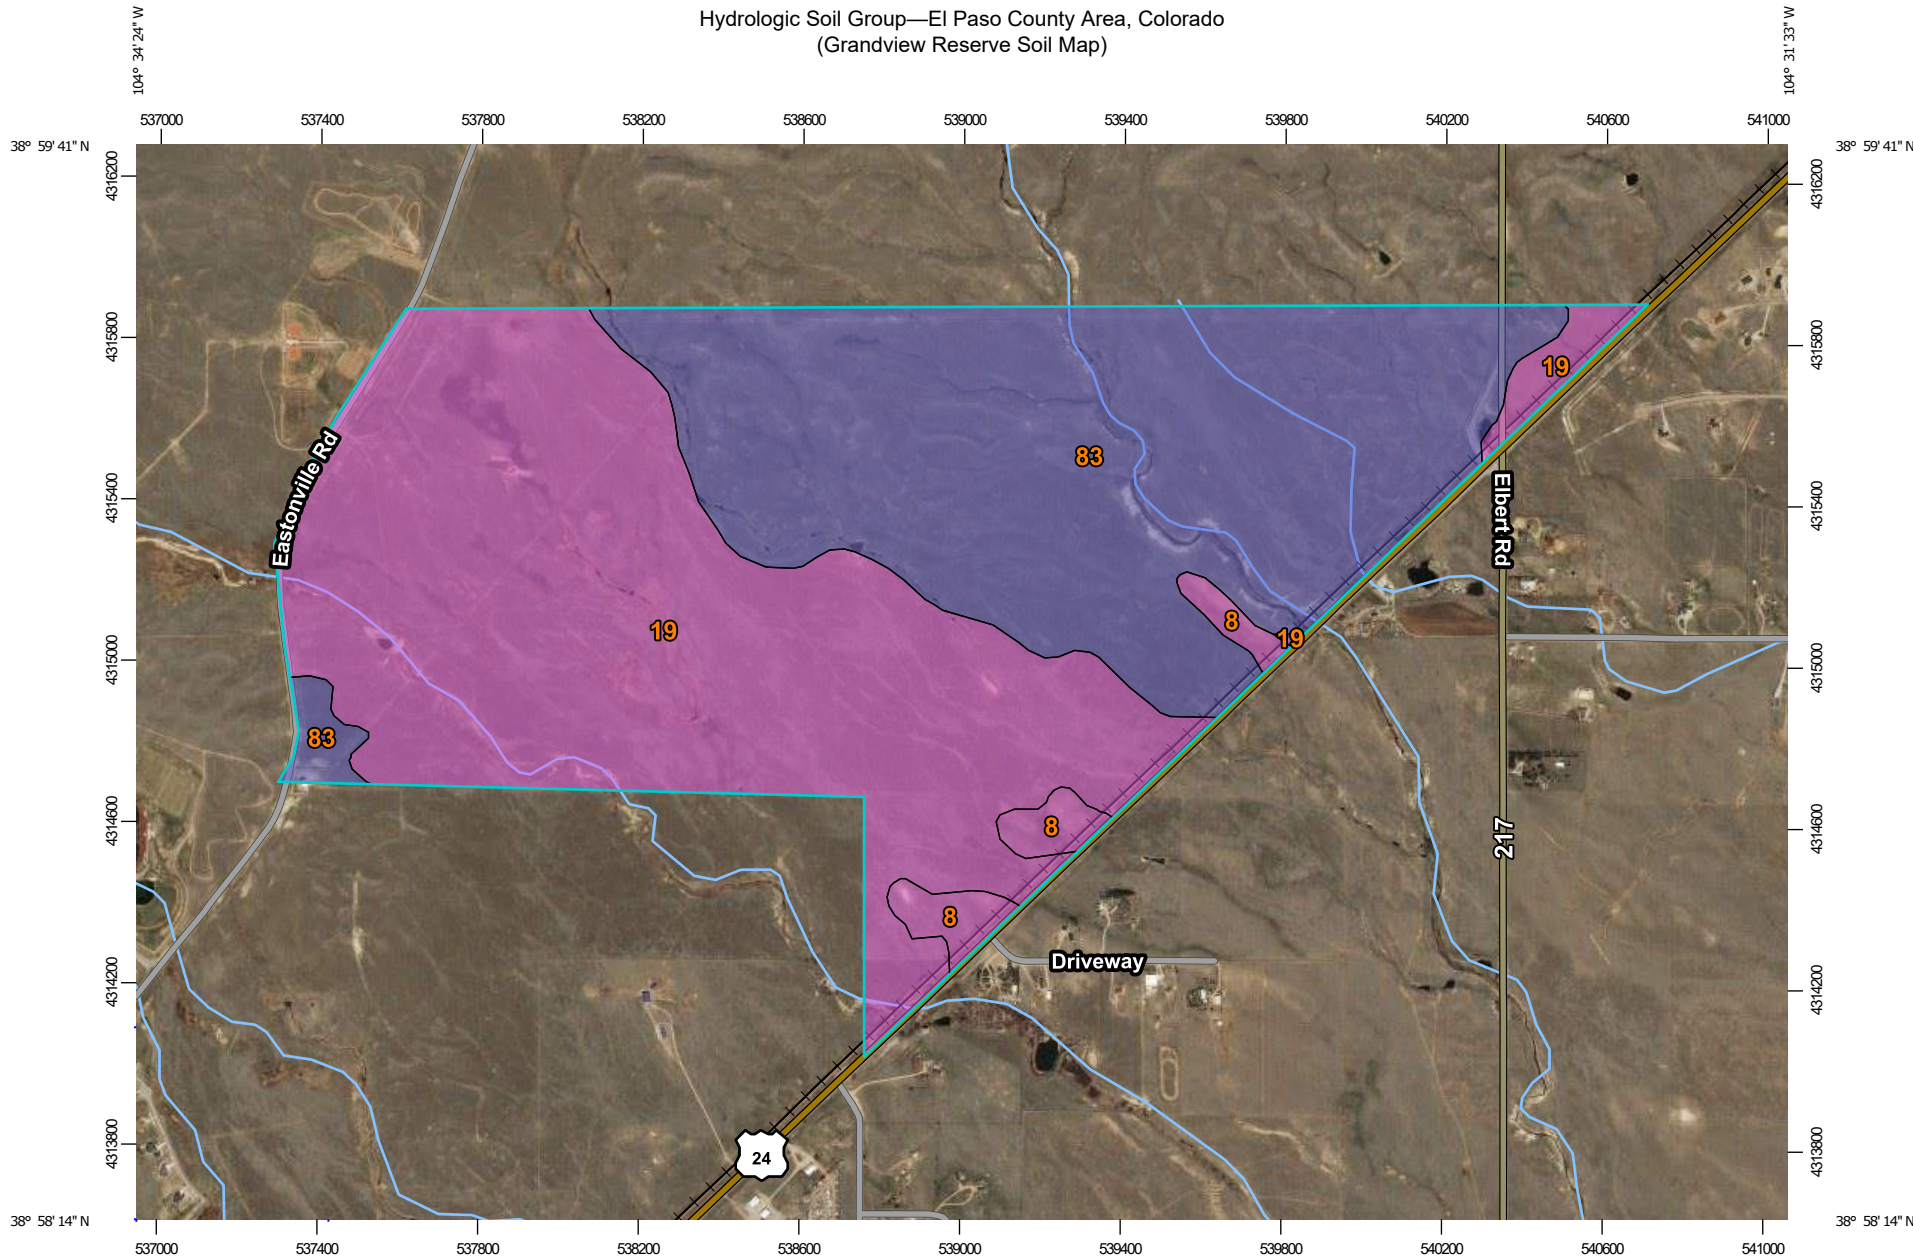 Hydrologic Soil Group—El Paso County Area, Colorado
(Grandview Reserve Soil Map)
104° 34' 24" W
104° 31' 33" W
537000 537400 537800 538200 538600 539000 539400 539800 540200 540600 541000
38° 59' 41" N
38° 59' 41" N
4316200
4316200
4315800
4315800
19
Eastonville Rd
83
4315400
4315400
Elbert Rd
8
19
19
4315000
4315000
83
4314600
8
217
4314600
8
Driveway
4314200
4314200
4313800
24
4313800
38° 58' 14" N
38° 58' 14" N
537000 537400 537800 538200 538600 539000 539400 539800 540200 540600 541000